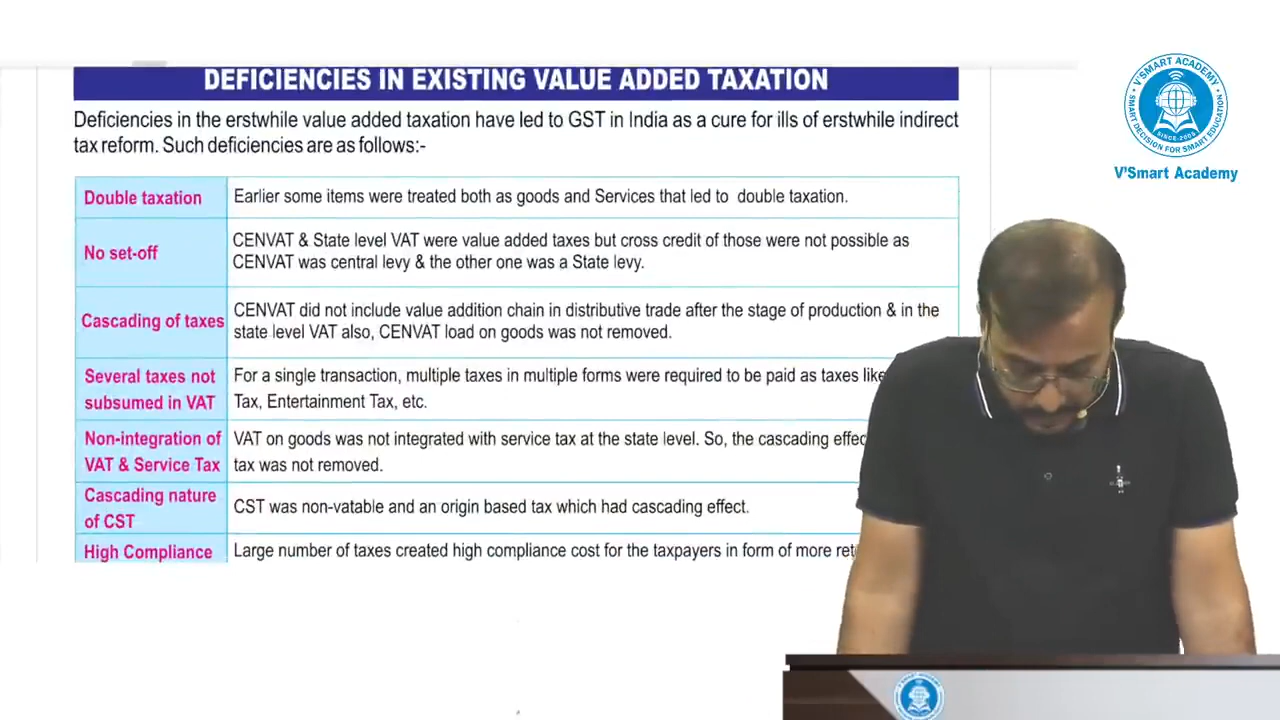 DEFICIENCIES IN EXISTING VALUE ADDED TAXATION
Deficiencies in the erstwhile value added taxation have led to GST in India as a cure for ills of erstwhile indirect
tax reform. Such deficiencies are as follows:-
Double taxation
Earlier some items were treated both as goods and Services that led to double taxation.
No set-off
CENVAT & State level VAT were value added taxes but cross credit of those were not possible as
CENVAT was central levy & the other one was a State levy.
Cascading of taxes
CENVAT did not include value addition chain in distributive trade after the stage of production & in the
state level VAT also, CENVAT load on goods was not removed.
Several taxes not
subsumed in VAT
For a single transaction, multiple taxes in multiple forms were required to be paid as taxes like
Tax, Entertainment Tax, etc.
Non-integration of
VAT & Service Tax
VAT on goods was not integrated with service tax at the state level. So, the cascading
tax was not removed.
Cascading nature
of CST
CST was non-vatable and an origin based tax which had cascading effect.
High Compliance
Large number of taxes created high compliance cost for the taxpayers in form of more
V'SMART ACADEMY
SMART DECISION FOR SMART EDUCATION
V'Smart Academy